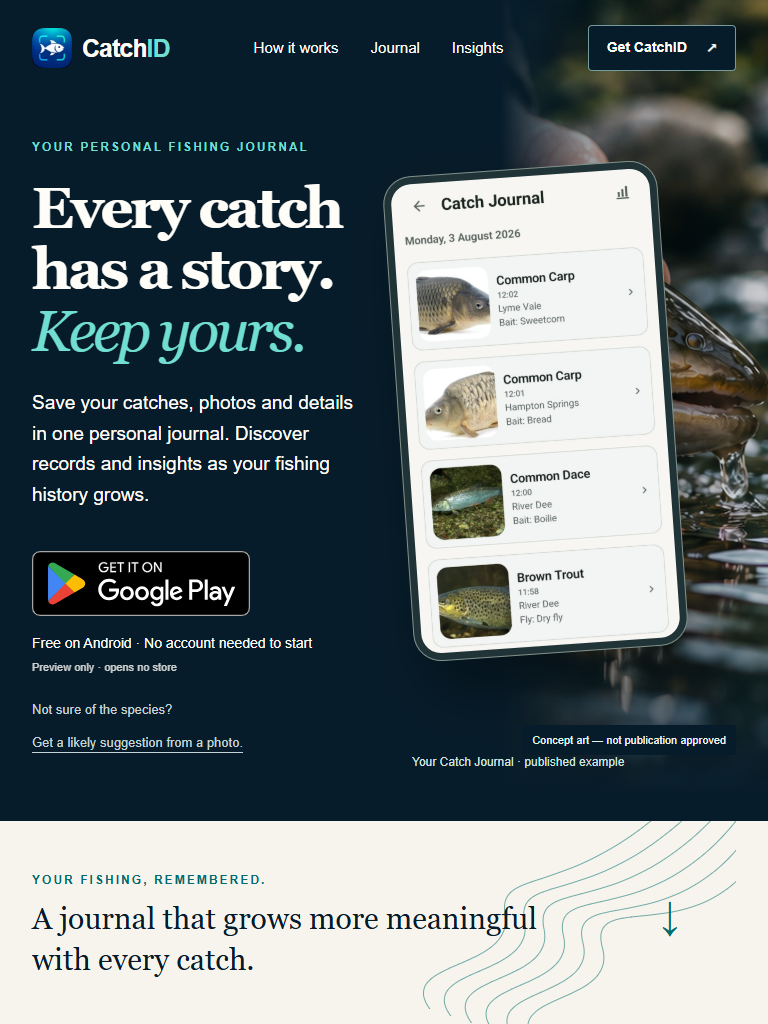 CatchID
How it works
Journal
Insights
Get CatchID ↗
YOUR PERSONAL FISHING JOURNAL
Every catch
has a story.
Keep yours.
Save your catches, photos and details
in one personal journal. Discover
records and insights as your fishing
history grows.
GET IT ON
Google Play
Free on Android · No account needed to start
Preview only · opens no store
Not sure of the species?
Get a likely suggestion from a photo.
← Catch Journal
Monday, 3 August 2026
Common Carp
12:02
Lyme Vale
Bait: Sweetcorn
Common Carp
12:01
Hampton Springs
Bait: Bread
Common Dace
12:00
River Dee
Bait: Boilie
Brown Trout
11:58
River Dee
Fly: Dry fly
Concept art — not publication approved
Your Catch Journal · published example
YOUR FISHING, REMEMBERED.
A journal that grows more meaningful
with every catch.
↓